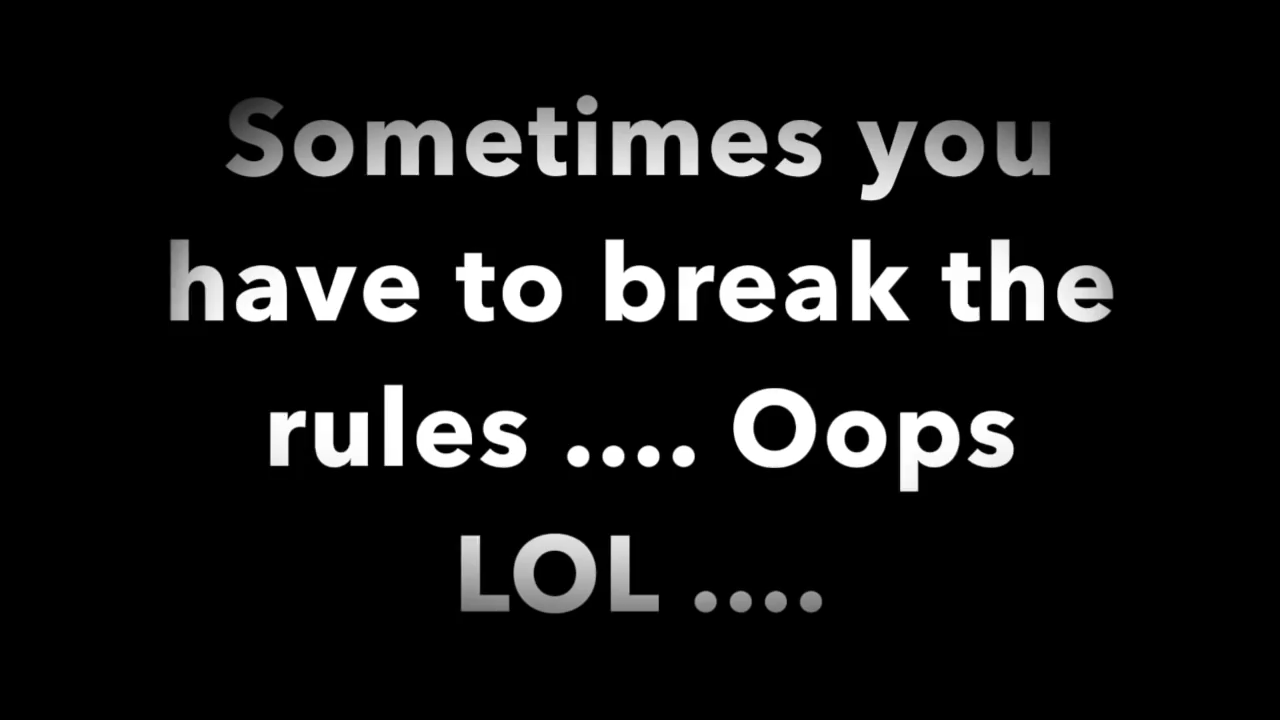 Sometimes you
have to break the
rules .... Oops
LOL ....